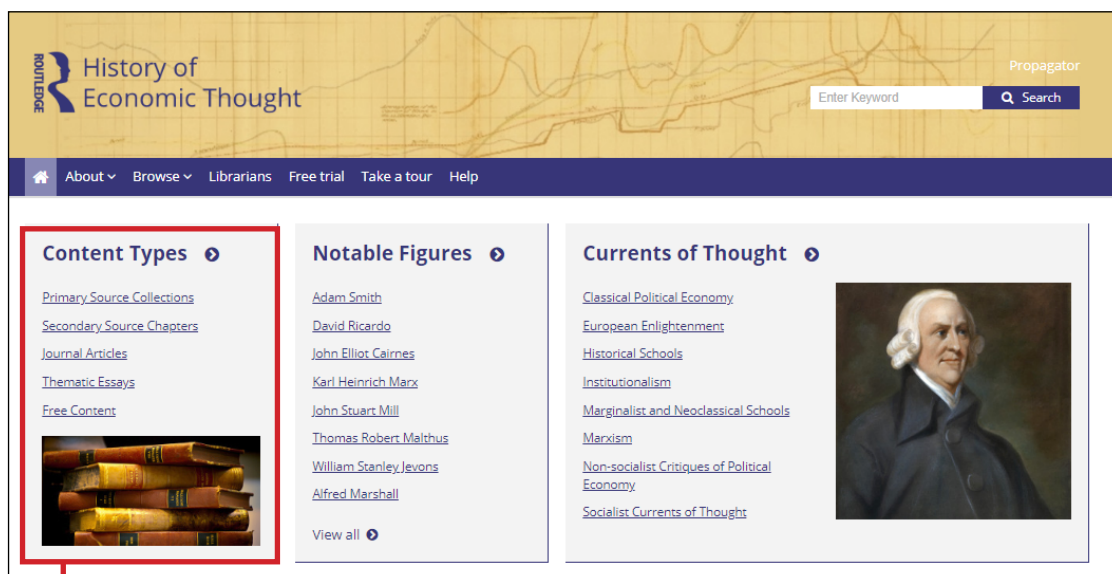 ROUTLEDGE
History of
Economic Thought
Propagator
Enter Keyword
Search
About
Browse
Librarians
Free trial
Take a tour
Help
Content Types
Primary Source Collections
Secondary Source Chapters
Journal Articles
Thematic Essays
Free Content
Notable Figures
Adam Smith
David Ricardo
John Elliot Cairnes
Karl Heinrich Marx
John Stuart Mill
Thomas Robert Malthus
William Stanley Jevons
Alfred Marshall
View all
Currents of Thought
Classical Political Economy
European Enlightenment
Historical Schools
Institutionalism
Marginalist and Neoclassical Schools
Marxism
Non-socialist Critiques of Political
Economy
Socialist Currents of Thought